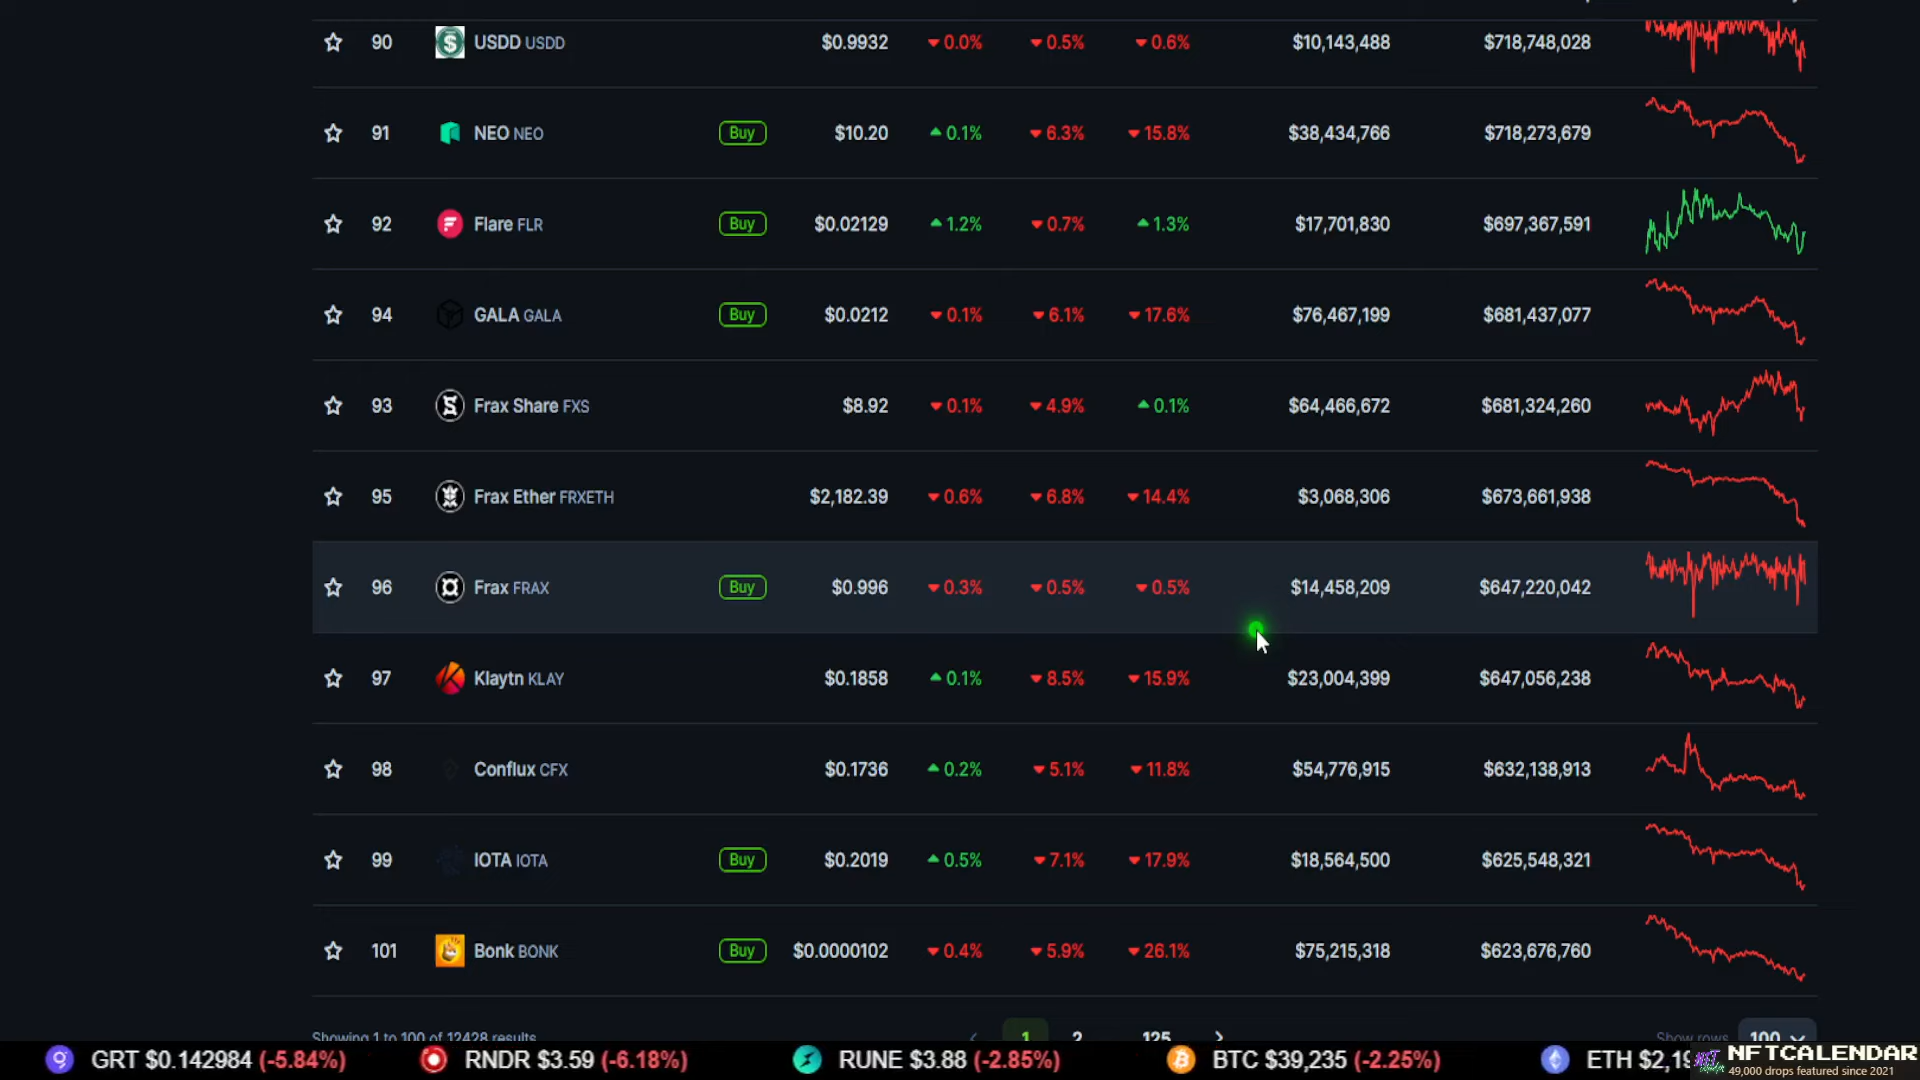 90 USDD USDD $0.9932 0.0% 0.5% 0.6% $10,143,488 $718,748,028
91 NEO NEO Buy $10.20 0.1% 6.3% 15.8% $38,434,766 $718,273,679
92 Flare FLR Buy $0.02129 1.2% 0.7% 1.3% $17,701,830 $697,367,591
94 GALA GALA Buy $0.0212 0.1% 6.1% 17.6% $76,467,199 $681,437,077
93 Frax Share FXS $8.92 0.1% 4.9% 0.1% $64,466,672 $681,324,260
95 Frax Ether FRXETH $2,182.39 0.6% 6.8% 14.4% $3,068,306 $673,661,938
96 Frax FRAX Buy $0.996 0.3% 0.5% 0.5% $14,458,209 $647,220,042
97 Klaytn KLAY $0.1858 0.1% 8.5% 15.9% $23,004,399 $647,056,238
98 Conflux CFX $0.1736 0.2% 5.1% 11.8% $54,776,915 $632,138,913
99 IOTA IOTA Buy $0.2019 0.5% 7.1% 17.9% $18,564,500 $625,548,321
101 Bonk BONK Buy $0.0000102 0.4% 5.9% 26.1% $75,215,318 $623,676,760
Showing 1 to 100 of 12428 results 1 2 125 Show rows 100
GRT $0.142984 (-5.84%) RNDR $3.59 (-6.18%) RUNE $3.88 (-2.85%) BTC $39,235 (-2.25%) ETH $2,19
NFTCALENDAR
49,000 drops featured since 2021